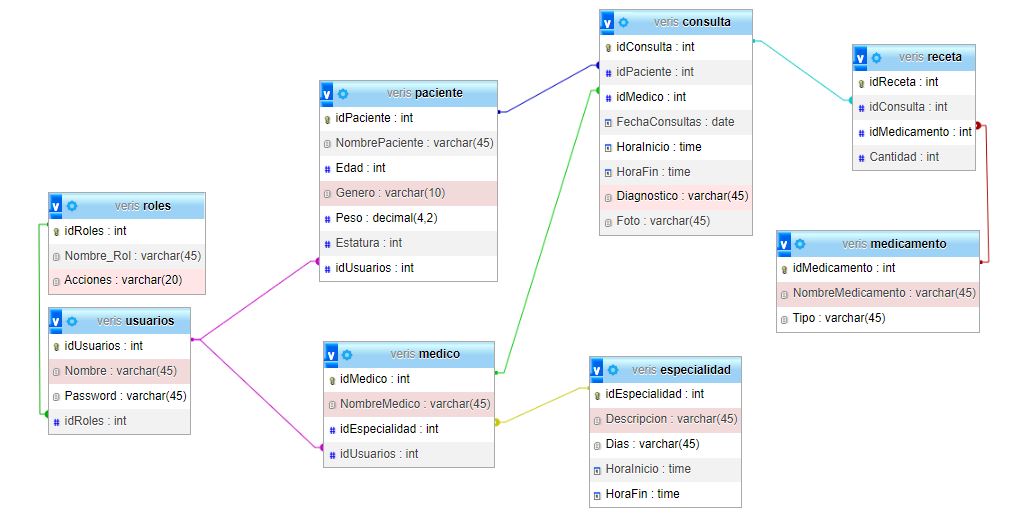 veris roles
idRoles : int
Nombre_Rol : varchar(45)
Acciones : varchar(20)
veris usuarios
idUsuarios : int
Nombre : varchar(45)
Password : varchar(45)
idRoles : int
veris paciente
idPaciente : int
NombrePaciente : varchar(45)
Edad : int
Genero : varchar(10)
Peso : decimal(4,2)
Estatura : int
idUsuarios : int
veris medico
idMedico : int
NombreMedico : varchar(45)
idEspecialidad : int
idUsuarios : int
veris consulta
idConsulta : int
idPaciente : int
idMedico : int
FechaConsultas : date
HoraInicio : time
HoraFin : time
Diagnostico : varchar(45)
Foto : varchar(45)
veris especialidad
idEspecialidad : int
Descripcion : varchar(45)
Dias : varchar(45)
HoraInicio : time
HoraFin : time
veris receta
idReceta : int
idConsulta : int
idMedicamento : int
Cantidad : int
veris medicamento
idMedicamento : int
NombreMedicamento : varchar(45)
Tipo : varchar(45)